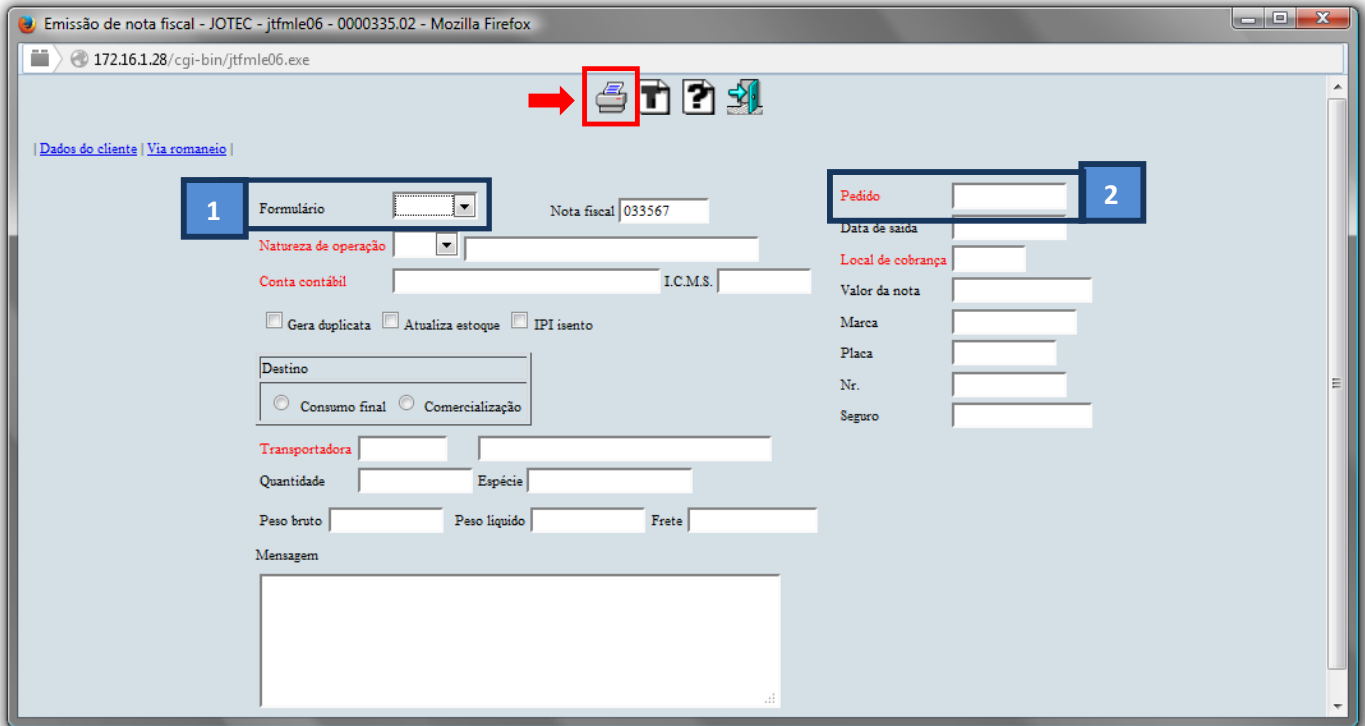 Emissão de nota fiscal - JOTEC - jtfmle06 - 0000335.02 - Mozilla Firefox
172.16.1.28/cgi-bin/jtfmle06.exe
| Dados do cliente | Via romaneio |
1 Formulário Nota fiscal 033567
Pedido 2
Data de saída
Natureza de operação
Local de cobrança
Conta contábil I.C.M.S.
Valor da nota
Gera duplicata Atualiza estoque IPI isento
Marca
Placa
Destino
Nr.
Consumo final Comercialização
Seguro
Transportadora
Quantidade Espécie
Peso bruto Peso líquido Frete
Mensagem